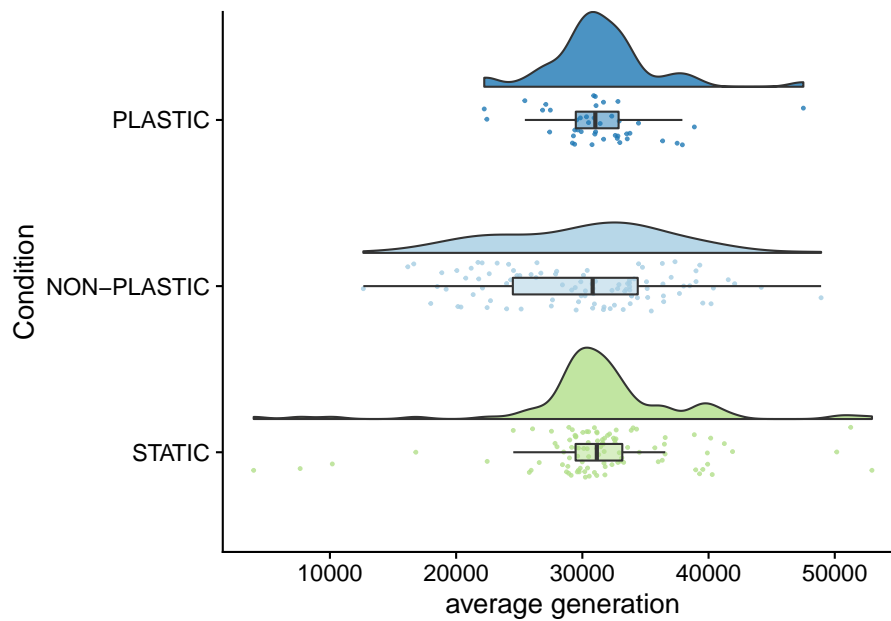 Condition
PLASTIC
NON−PLASTIC
STATIC
10000
20000
30000
40000
50000
average generation